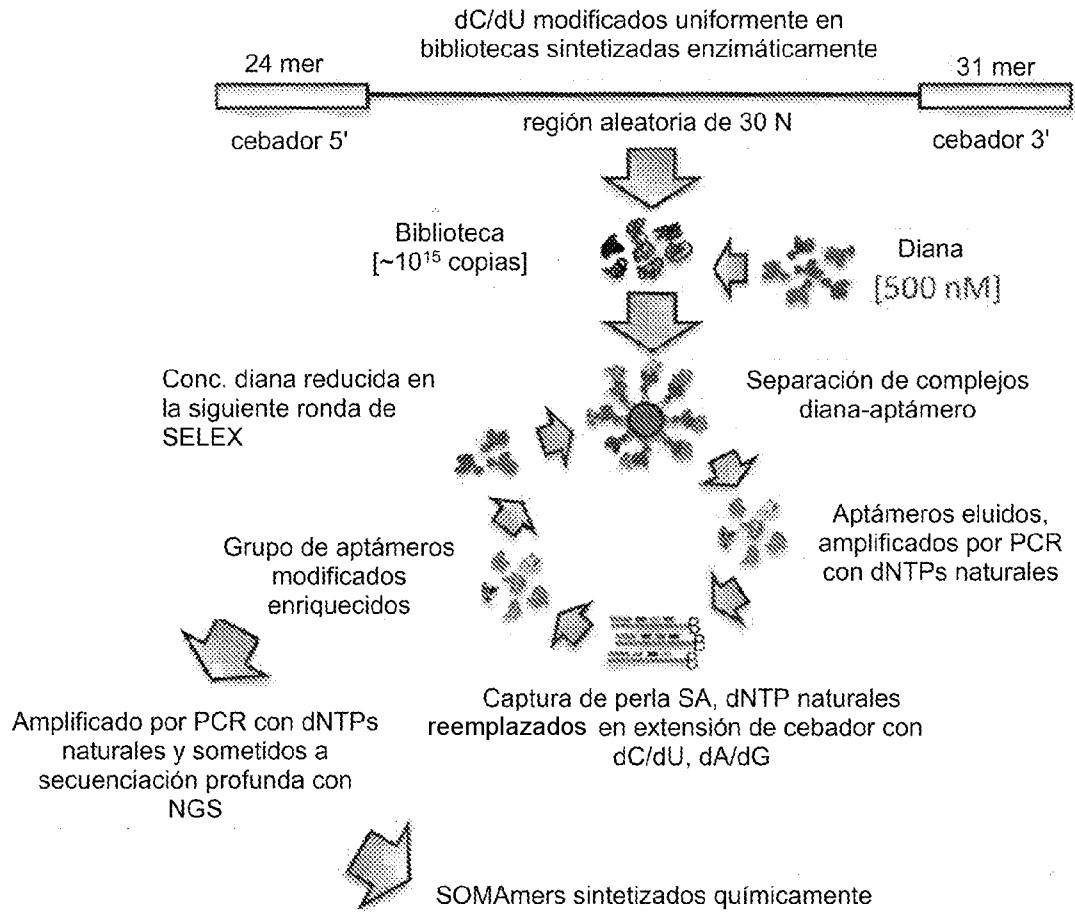 dC/dU modificados uniformente en
bibliotecas sintetizadas enzimáticamente
24 mer
31 mer
cebador 5'
región aleatoria de 30 N
cebador 3'
Biblioteca
[~10¹⁵ copias]
Diana
[500 nM]
Conc. diana reducida en
la siguiente ronda de
SELEX
Separación de complejos
diana-aptámero
Aptámeros eluidos,
amplificados por PCR
con dNTPs naturales
Grupo de aptámeros
modificados
enriquecidos
B
B
B
Captura de perla SA, dNTP naturales
reemplazados en extensión de cebador con
dC/dU, dA/dG
Amplificado por PCR con dNTPs
naturales y sometidos a
secuenciación profunda con
NGS
SOMAmers sintetizados químicamente